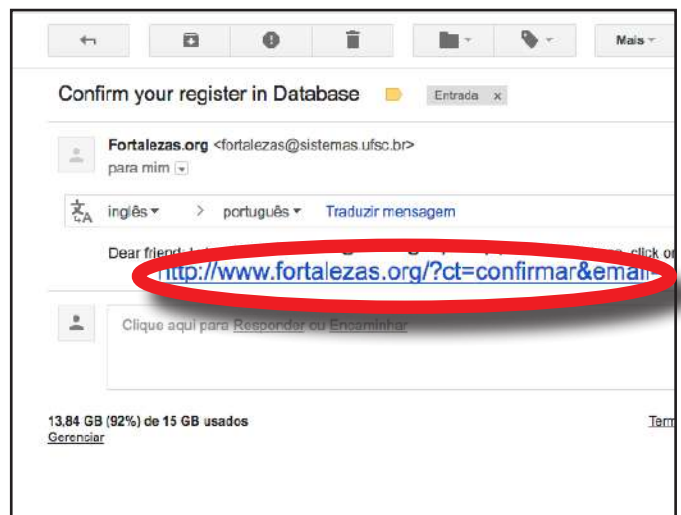 Mais
Confirm your register in Database Entrada x
Fortalezas.org <fortalezas@sistemas.ufsc.br>
para mim
inglês > português Traduzir mensagem
Dear friend click or
http://www.fortalezas.org/?ct=confirmar&email=
Clique aqui para Responder ou Encaminhar
13,84 GB (92%) de 15 GB usados
Term
Gerenciar